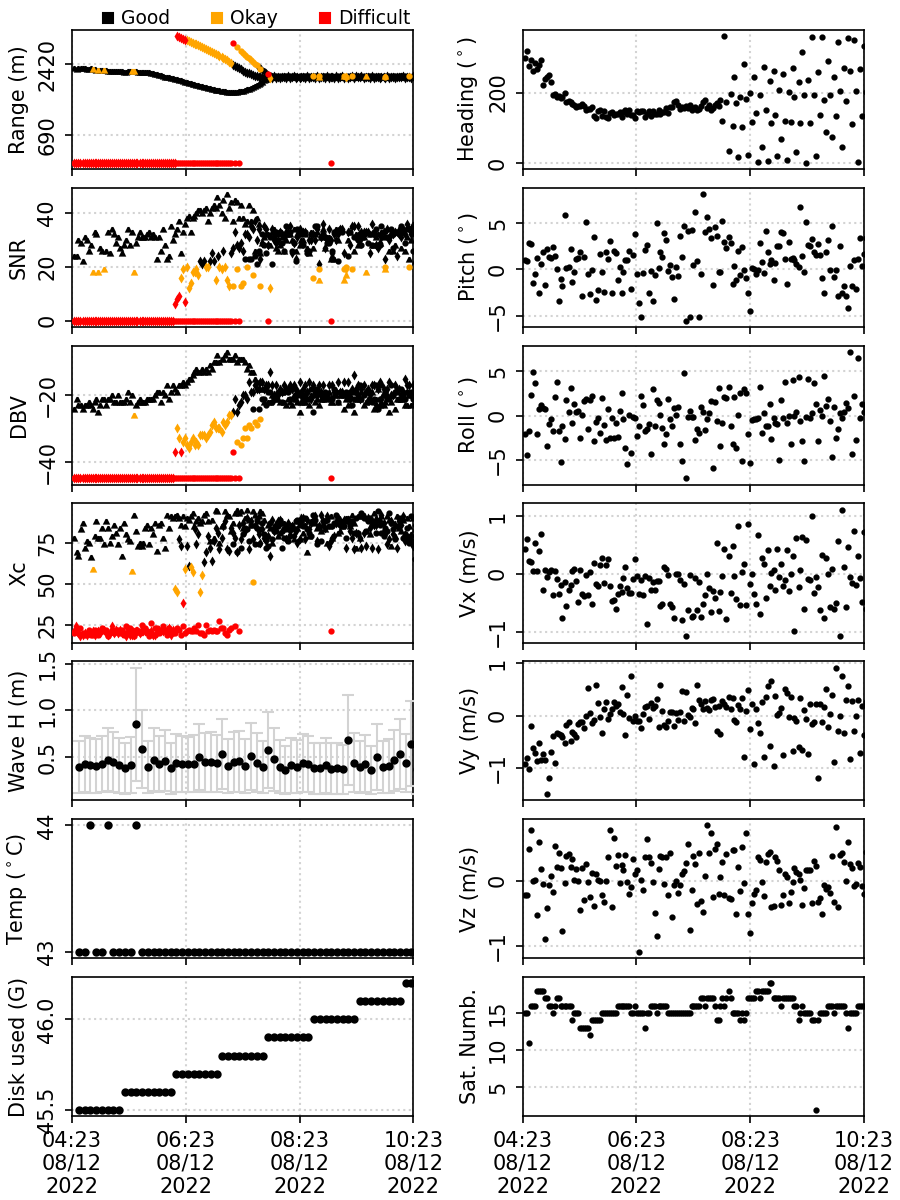 Good Okay Difficult
Range (m)
2420
690
Heading (°)
200
0
SNR
40
20
0
Pitch (°)
5
0
−5
DBV
−20
−40
Roll (°)
5
0
−5
Xc
75
50
25
Vx (m/s)
1
0
−1
Wave H (m)
1.5
1.0
0.5
Vy (m/s)
1
0
−1
Temp (°C)
44
43
Vz (m/s)
0
−1
Disk used (G)
46.0
45.5
Sat. Numb.
15
10
5
04:23 06:23 08:23 10:23
08/12 08/12 08/12 08/12
2022 2022 2022 2022
04:23 06:23 08:23 10:23
08/12 08/12 08/12 08/12
2022 2022 2022 2022